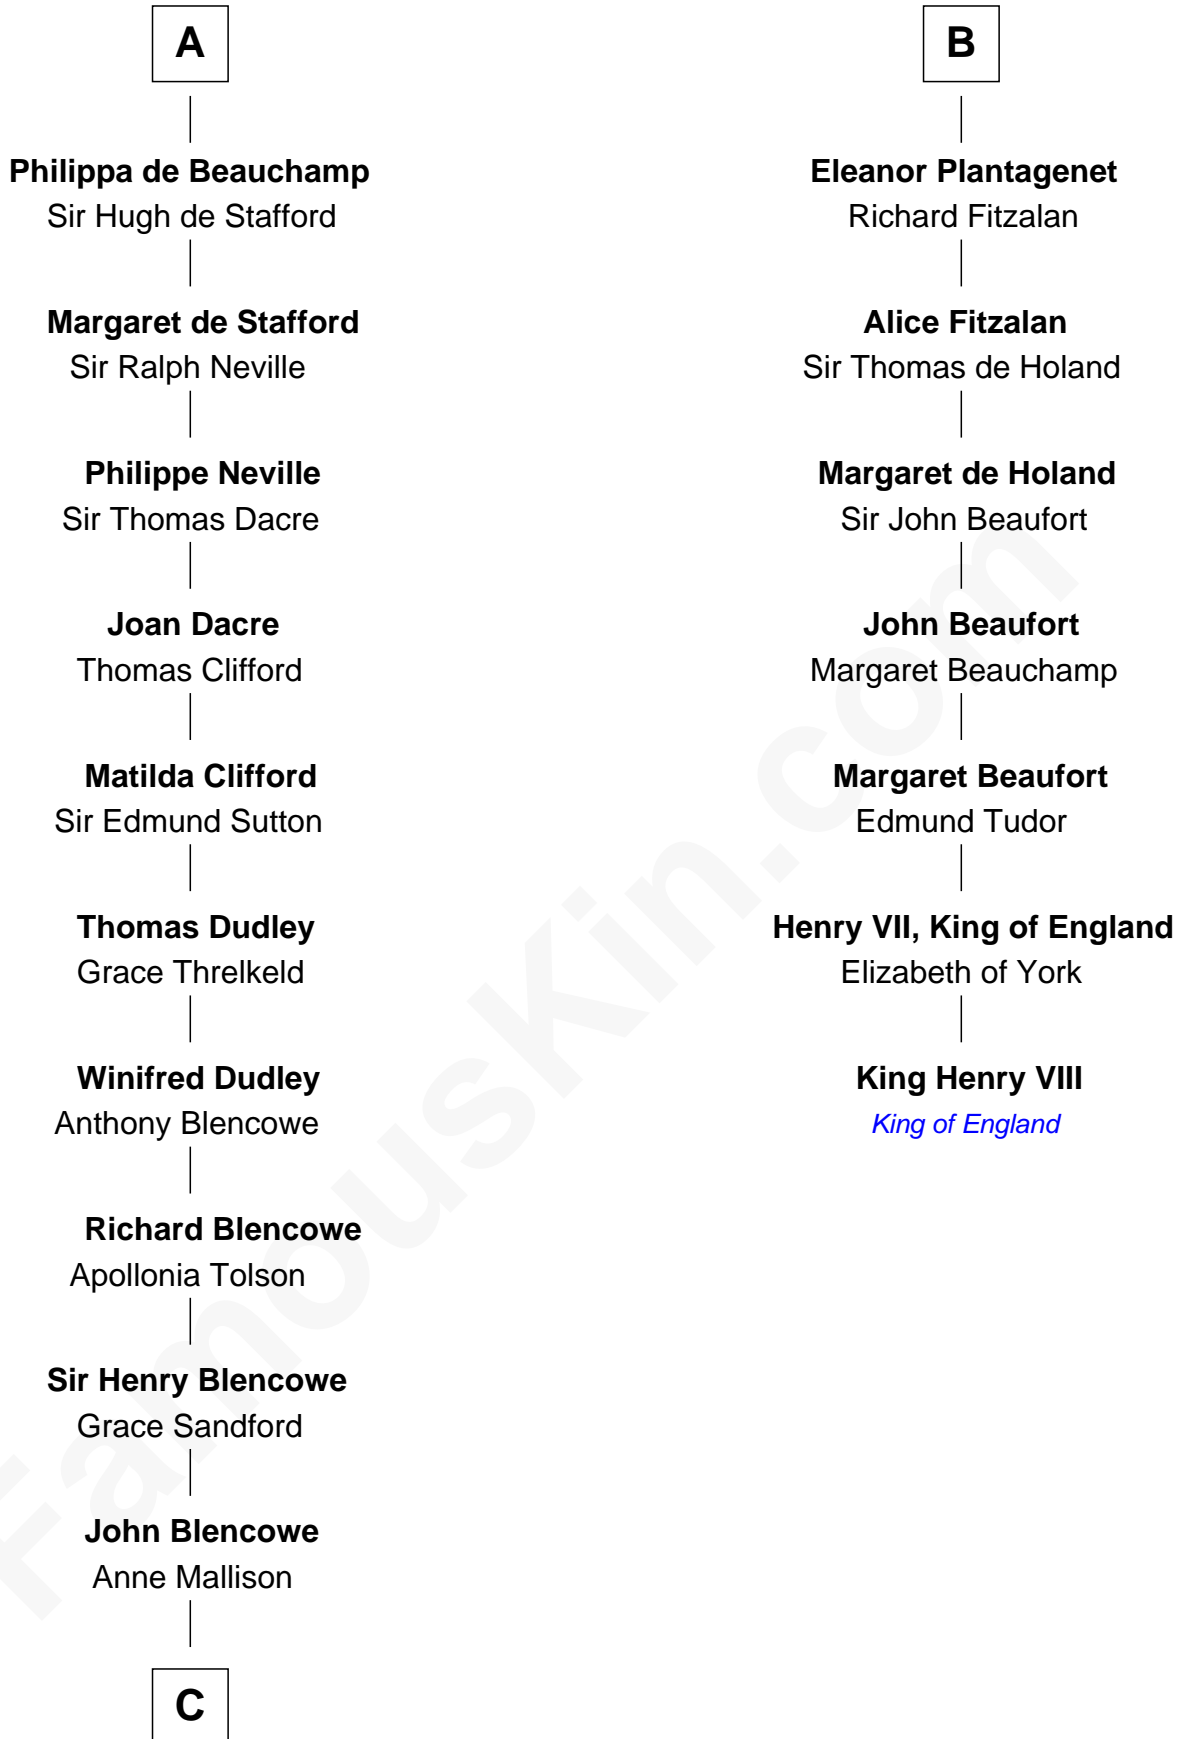 A
Philippa de Beauchamp
Sir Hugh de Stafford
Margaret de Stafford
Sir Ralph Neville
Philippe Neville
Sir Thomas Dacre
Joan Dacre
Thomas Clifford
Matilda Clifford
Sir Edmund Sutton
Thomas Dudley
Grace Threlkeld
Winifred Dudley
Anthony Blencowe
Richard Blencowe
Apollonia Tolson
Sir Henry Blencowe
Grace Sandford
John Blencowe
Anne Mallison
C
B
Eleanor Plantagenet
Richard Fitzalan
Alice Fitzalan
Sir Thomas de Holand
Margaret de Holand
Sir John Beaufort
John Beaufort
Margaret Beauchamp
Margaret Beaufort
Edmund Tudor
Henry VII, King of England
Elizabeth of York
King Henry VIII
King of England
FamousKin.com